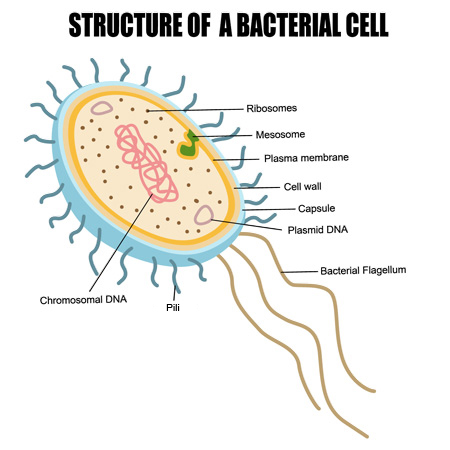 STRUCTURE OF A BACTERIAL CELL
Ribosomes
Mesosome
Plasma membrane
Cell wall
Capsule
Plasmid DNA
Bacterial Flagellum
Chromosomal DNA
Pili